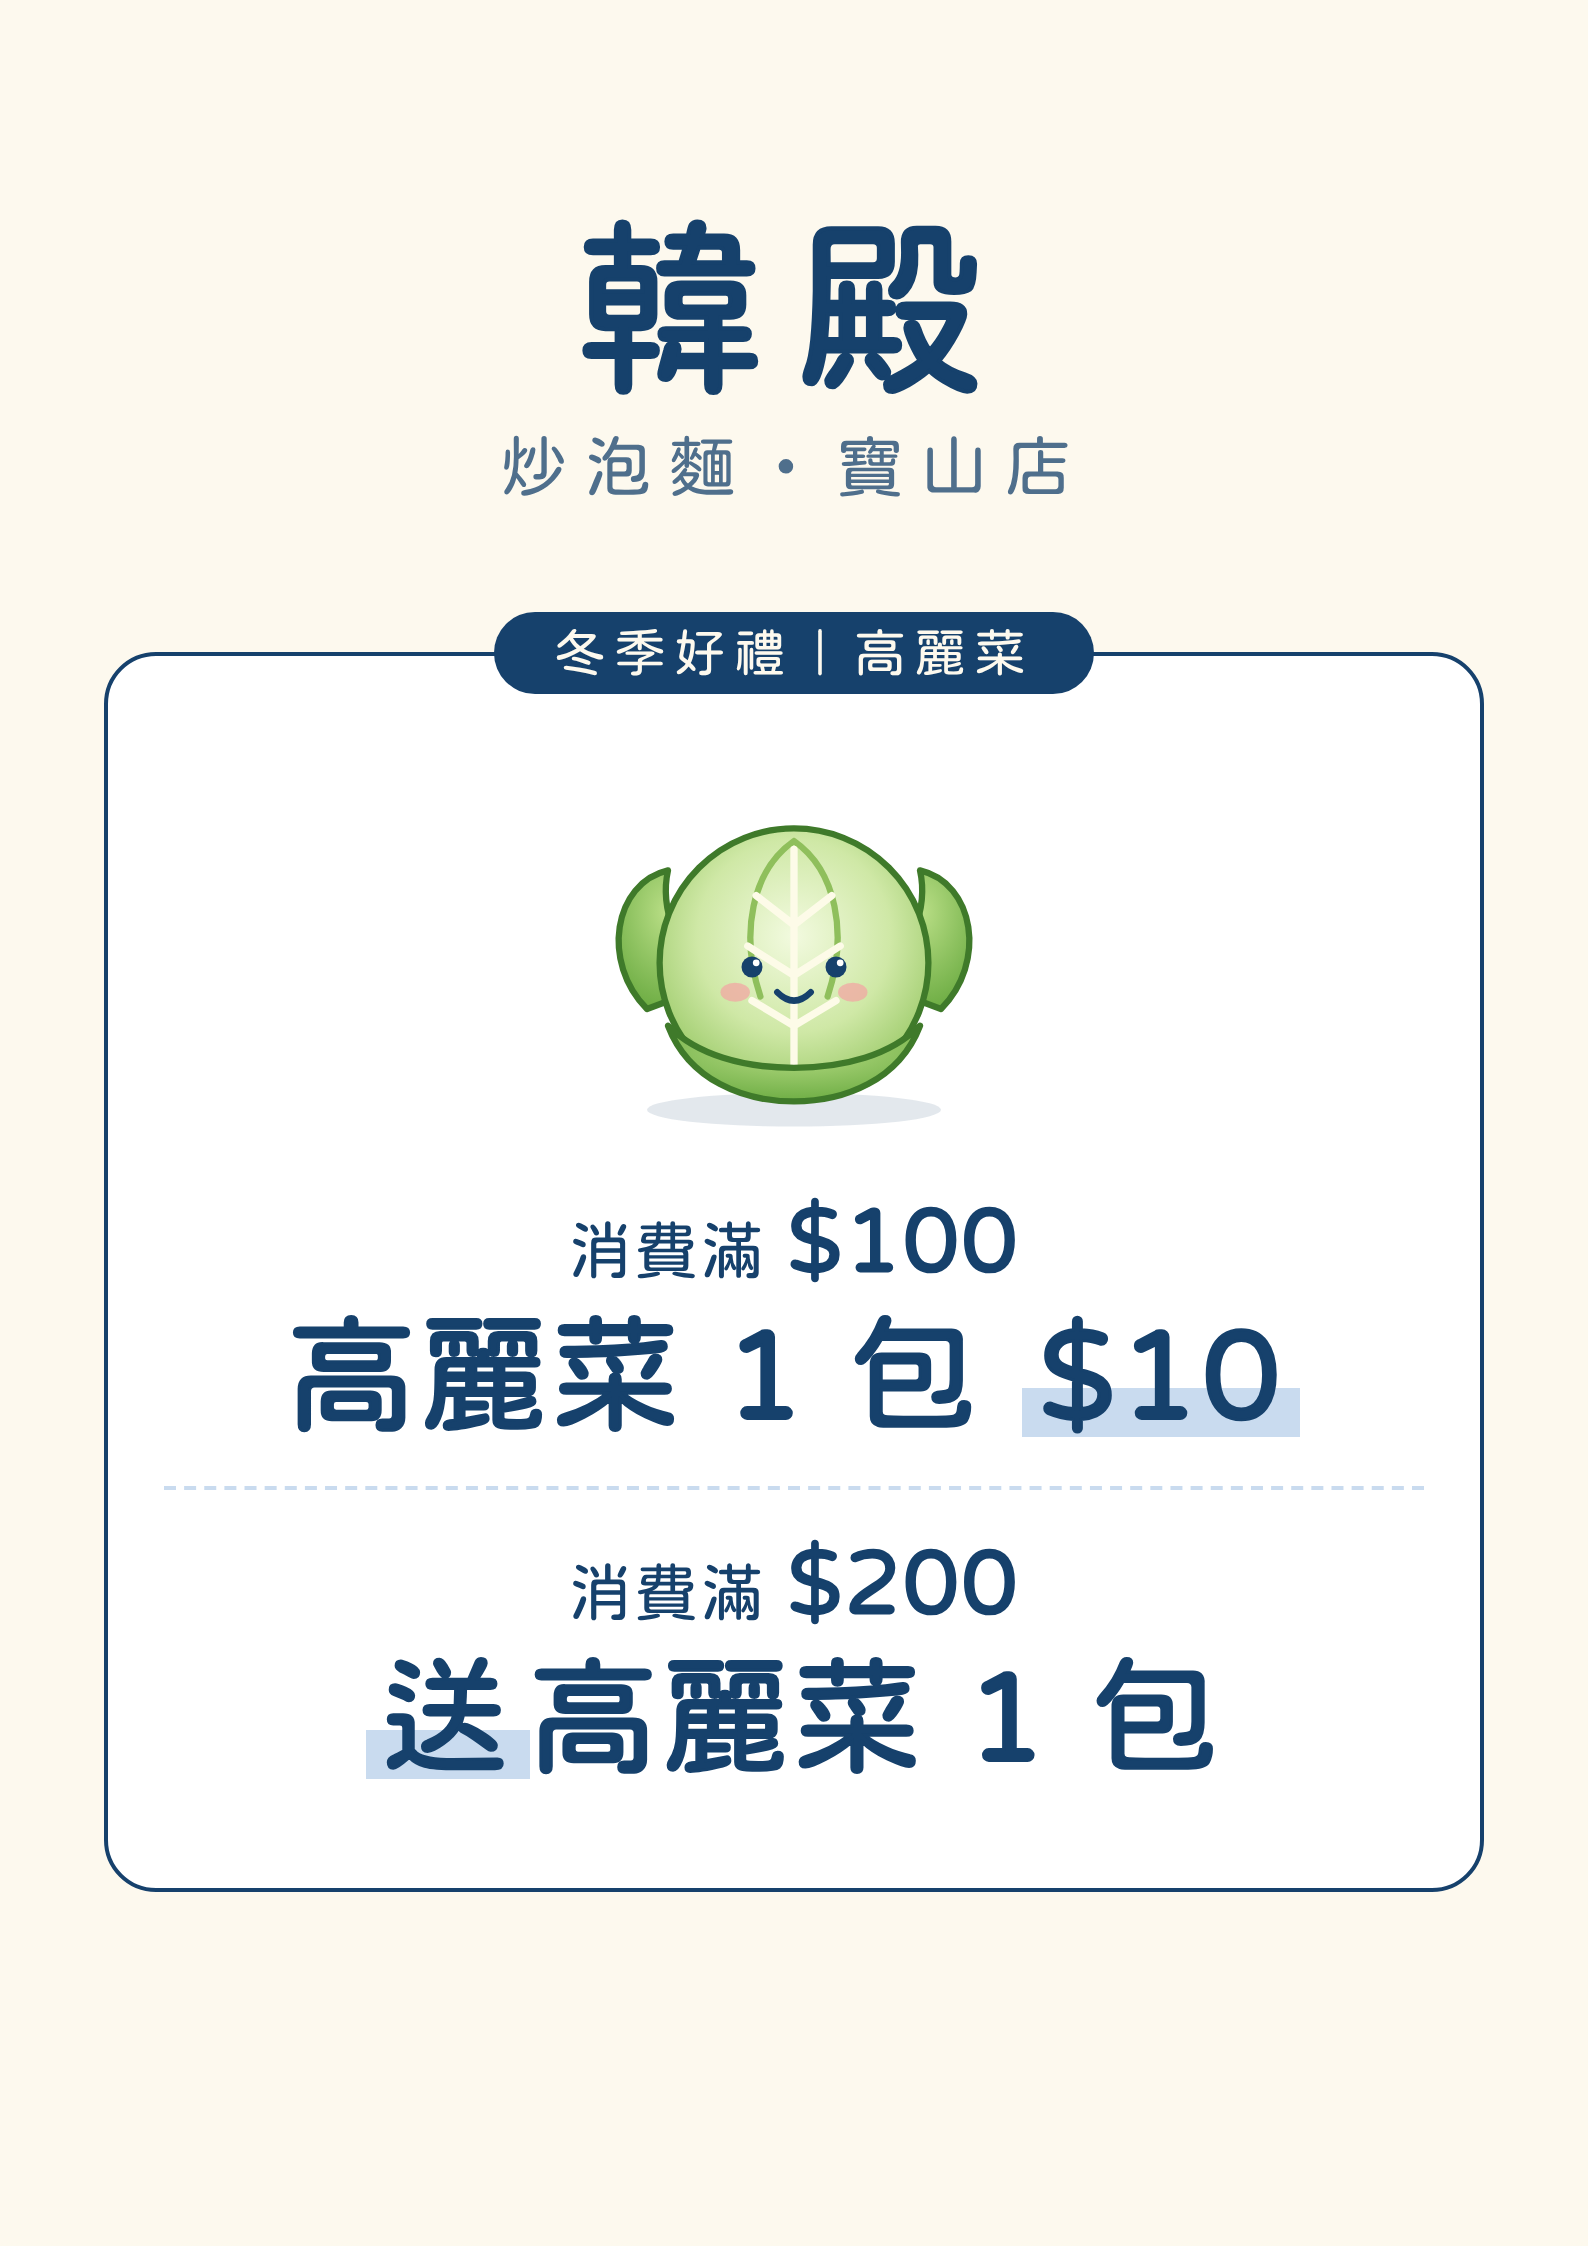 韓殿
炒泡麵・寶山店
冬季好禮｜高麗菜
消費滿 $100
高麗菜 1 包 $10
消費滿 $200
送高麗菜 1 包